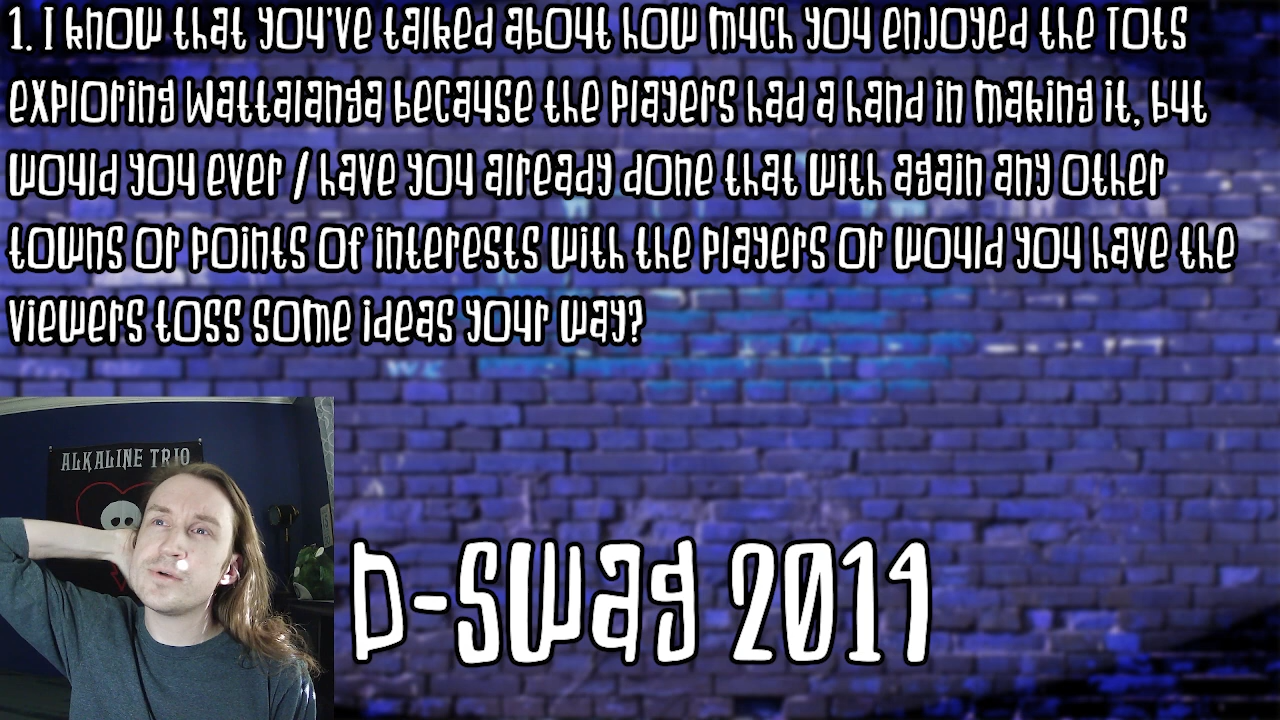 1. I know that you've talked about how much you enjoyed the Tots
exploring Wattalanga because the players had a hand in making it, but
would you ever / have you already done that with again any other
towns or points of interests with the players or would you have the
viewers toss some ideas your way?
ALKALINE TRIO
D-Swag 2019